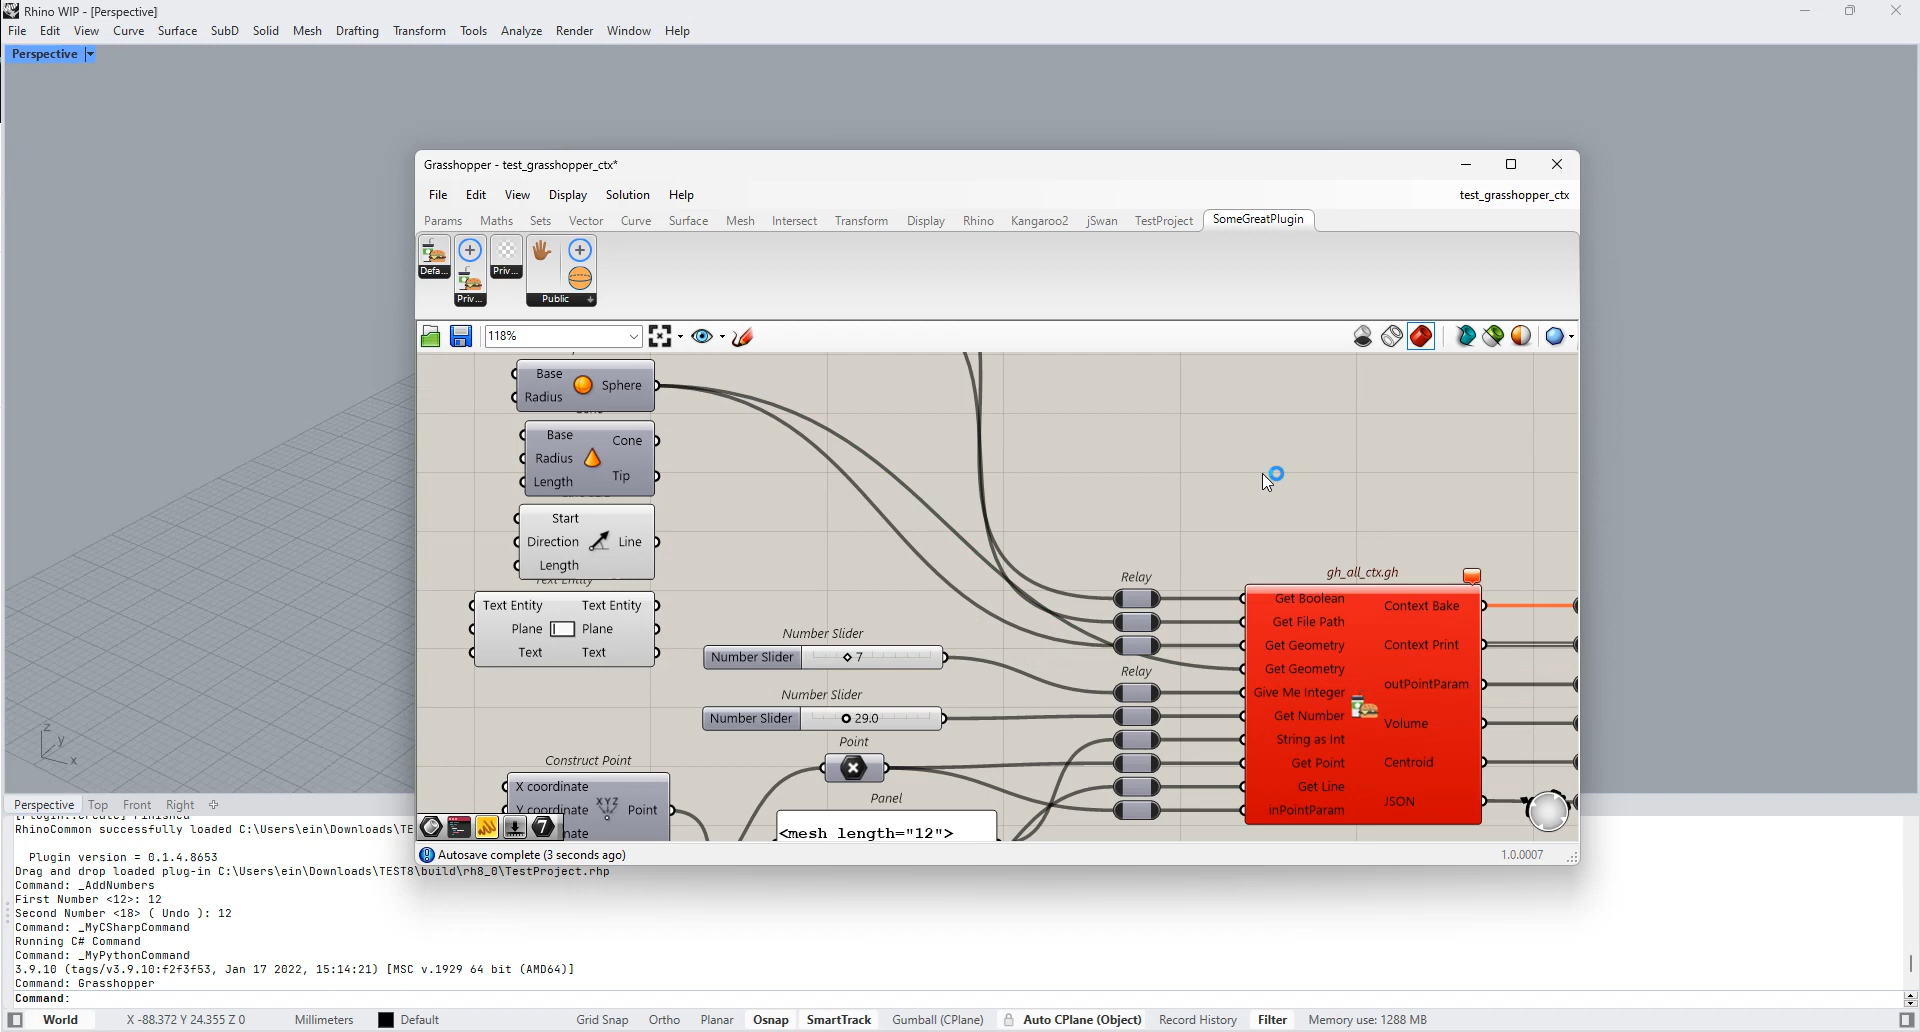 Rhino WIP - [Perspective]
File Edit View Curve Surface SubD Solid Mesh Drafting Transform Tools Analyze Render Window Help
Perspective
Grasshopper - test_grasshopper_ctx*
File Edit View Display Solution Help
test_grasshopper_ctx
Params Maths Sets Vector Curve Surface Mesh Intersect Transform Display Rhino Kangaroo2 jSwan TestProject SomeGreatPlugin
Defa...
Priv...
Priv...
Public
118%
Base
Radius
Sphere
Base
Radius
Length
Cone
Tip
Start
Direction
Length
Line
Text Entity
Text Entity
Plane
Text
Text Entity
Plane
Text
Number Slider
Number Slider 7
Number Slider
Number Slider 29.0
Point
Construct Point
X coordinate
Y coordinate
nate
XYZ
Point
Panel
<mesh length="12">
Relay
Relay
gh_all_ctx.gh
Get Boolean
Get File Path
Get Geometry
Get Geometry
Give Me Integer
Get Number
String as Int
Get Point
Get Line
inPointParam
Context Bake
Context Print
outPointParam
Volume
Centroid
JSON
7
Autosave complete (3 seconds ago)
1.0.0007
z
y
x
Perspective Top Front Right
[Plugin::Create] Finished
RhinoCommon successfully loaded C:\Users\ein\Downloads\TE
Plugin version = 0.1.4.8653
Drag and drop loaded plug-in C:\Users\ein\Downloads\TEST8\build\rh8_0\TestProject.rhp
Command: _AddNumbers
First Number <12>: 12
Second Number <18> ( Undo ): 12
Command: _MyCSharpCommand
Running C# Command
Command: _MyPythonCommand
3.9.10 (tags/v3.9.10:f2f3f53, Jan 17 2022, 15:14:21) [MSC v.1929 64 bit (AMD64)]
Command: Grasshopper
Command:
World X -88.372 Y 24.355 Z 0 Millimeters Default Grid Snap Ortho Planar Osnap SmartTrack Gumball (CPlane) Auto CPlane (Object) Record History Filter Memory use: 1288 MB